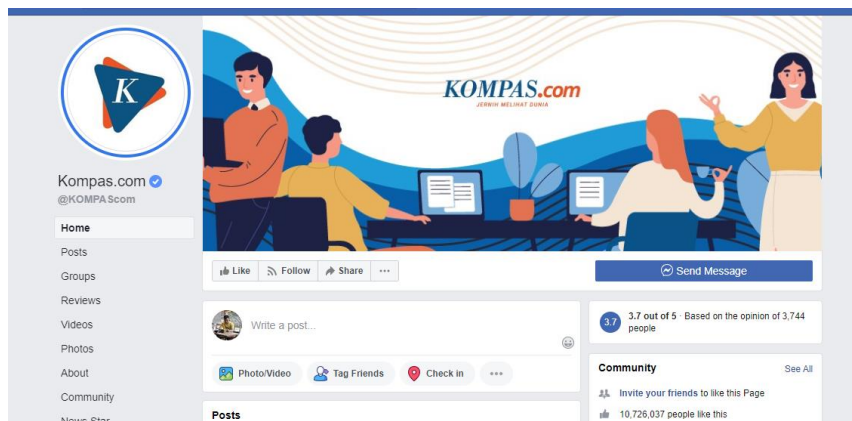 K
KOMPAS.com
JERNIH MELIHAT DUNIA
Kompas.com
@KOMPAScom
Home
Posts
Groups
Reviews
Videos
Photos
About
Community
News Star
Like
Follow
Share
Send Message
Write a post...
Photo/Video
Tag Friends
Check in
Posts
3.7
3.7 out of 5 · Based on the opinion of 3,744
people
Community
See All
Invite your friends to like this Page
10,726,037 people like this